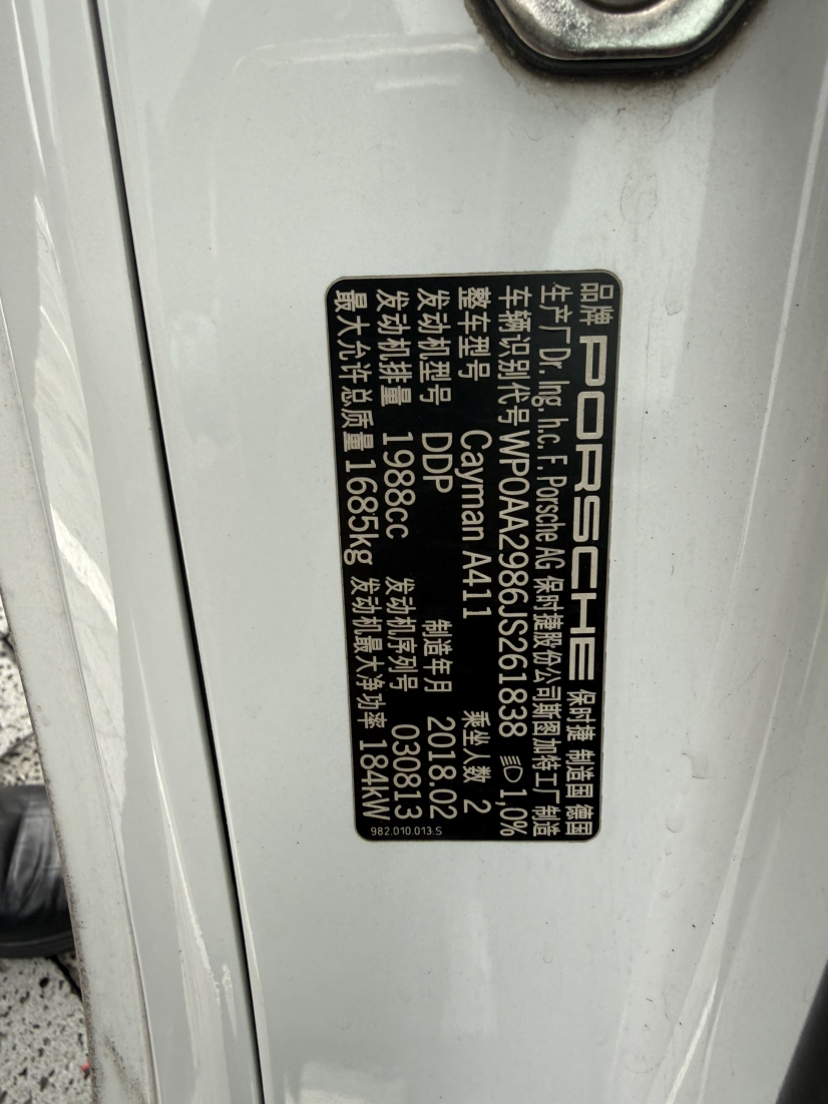 品牌 PORSCHE 保时捷 制造国 德国
生产厂 Dr. Ing. h.c. F. Porsche AG 保时捷股份公司斯图加特工厂制造
车辆识别代号 WP0AA2986JS261838 1,0%
整车型号 Cayman A411 乘坐人数 2
发动机型号 DDP 制造年月 2018.02
发动机排量 1988cc 发动机序列号 030813
最大允许总质量 1685kg 发动机最大净功率 184kW
982.010.013.S